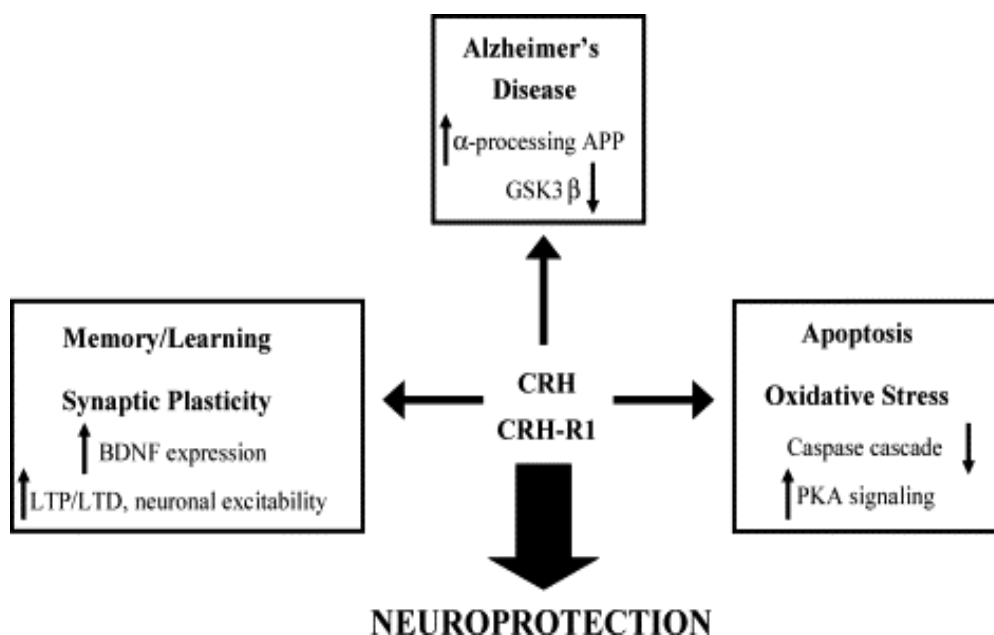 Alzheimer's
Disease
α-processing APP
GSK3 β
Memory/Learning
Synaptic Plasticity
BDNF expression
LTP/LTD, neuronal excitability
CRH
CRH-R1
Apoptosis
Oxidative Stress
Caspase cascade
PKA signaling
NEUROPROTECTION